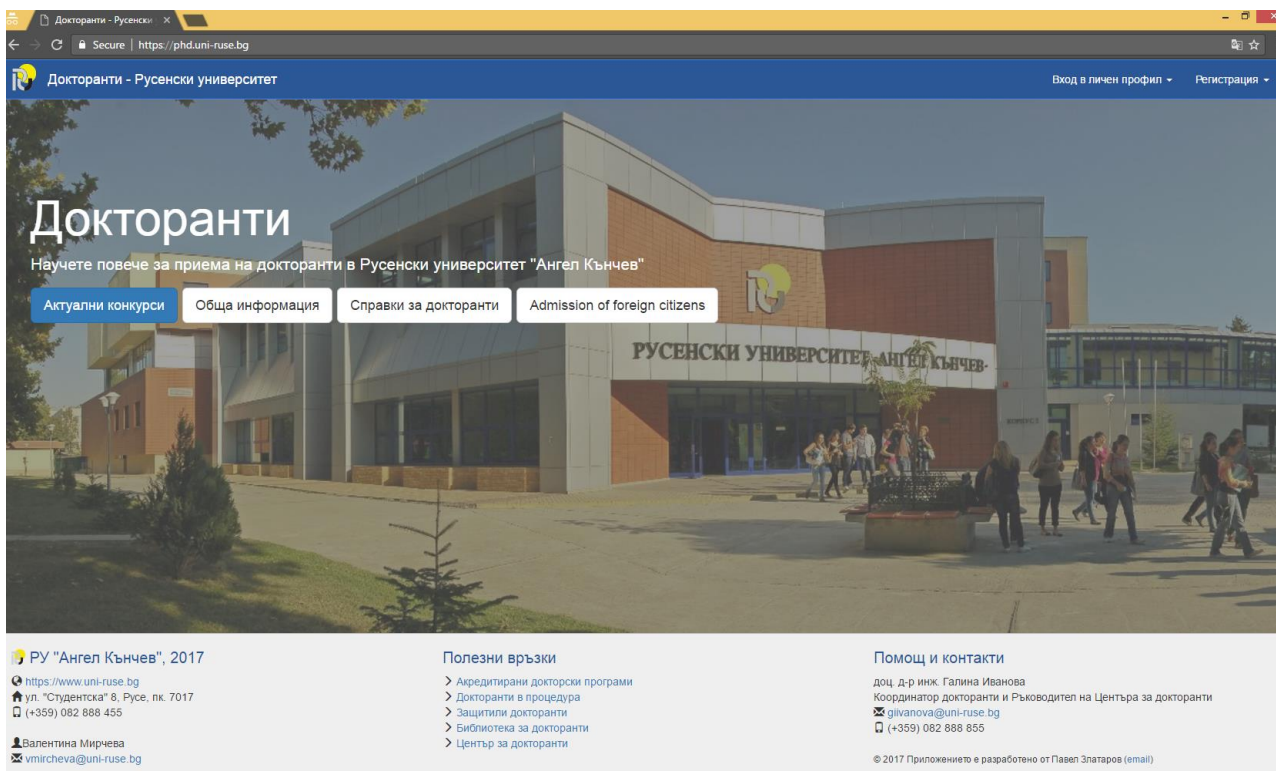 Докторанти - Русенски
Secure | https://phd.uni-ruse.bg
Докторанти - Русенски университет
Вход в личен профил
Регистрация
Докторанти
Научете повече за приема на докторанти в Русенски университет "Ангел Кънчев"
Актуални конкурси
Обща информация
Справки за докторанти
Admission of foreign citizens
РУСЕНСКИ УНИВЕРСИТЕТ "АНГЕЛ КЪНЧЕВ"
РУ "Ангел Кънчев", 2017
https://www.uni-ruse.bg
ул. "Студентска" 8, Русе, пк. 7017
(+359) 082 888 455
Валентина Мирчева
vmircheva@uni-ruse.bg
Полезни връзки
Акредитирани докторски програми
Докторанти в процедура
Защитили докторанти
Библиотека за докторанти
Център за докторанти
Помощ и контакти
доц. д-р инж. Галина Иванова
Координатор докторанти и Ръководител на Центъра за докторанти
giivanova@uni-ruse.bg
(+359) 082 888 855
© 2017 Приложението е разработено от Павел Златаров (email)